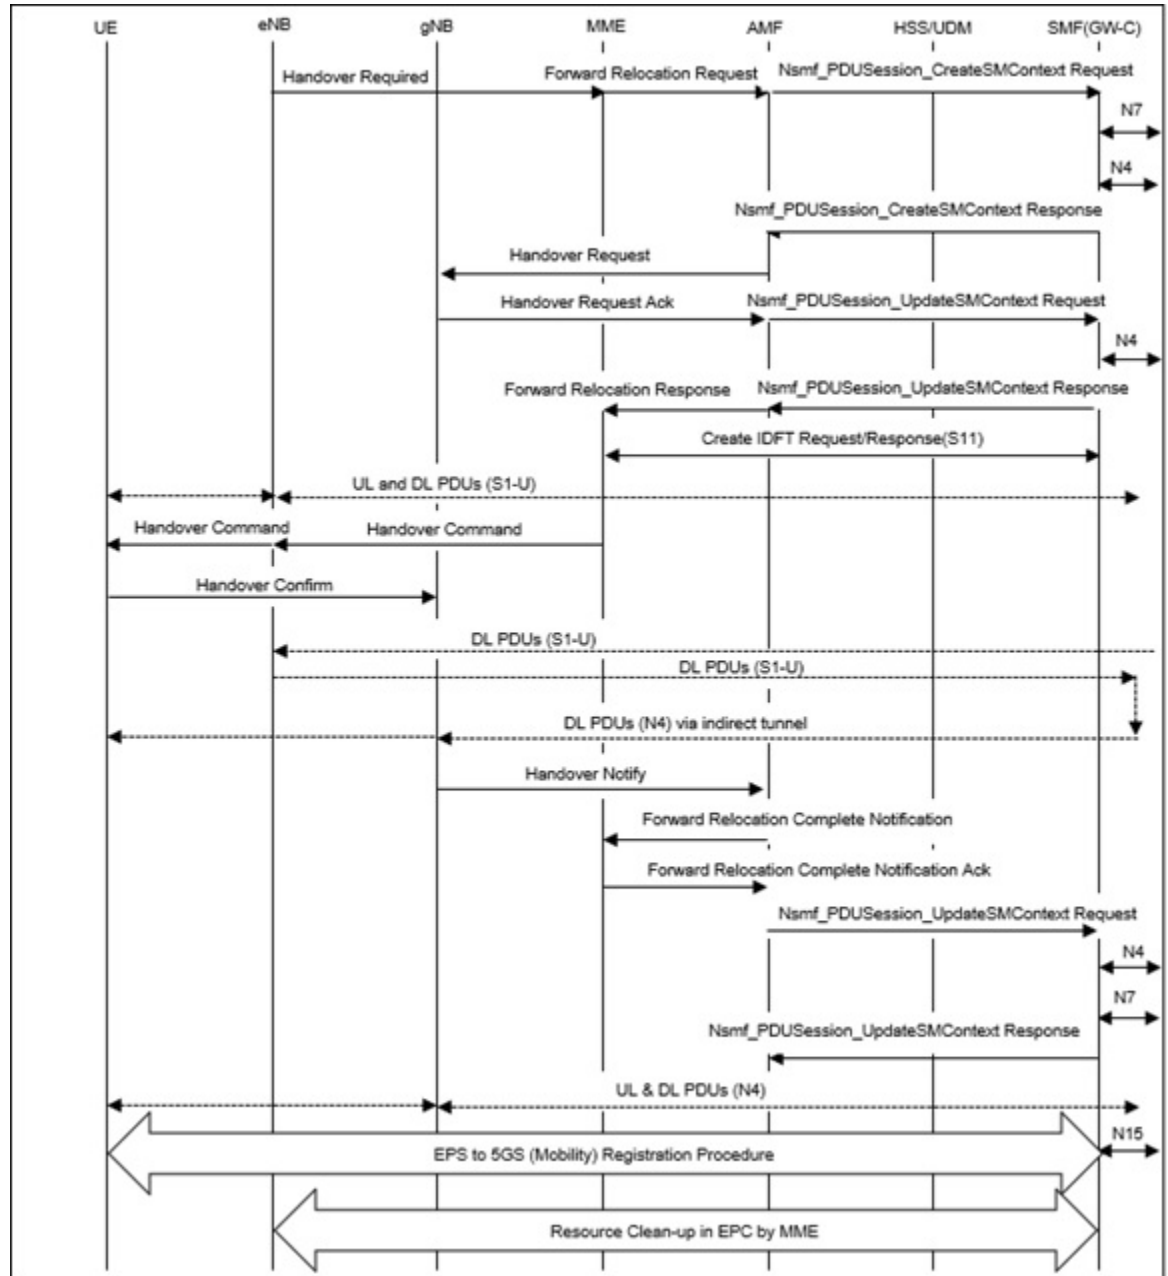 UE eNB gNB MME AMF HSS/UDM SMF(GW-C)
Handover Required Forward Relocation Request Nsmf_PDUSession_CreateSMContext Request
N7
N4
Nsmf_PDUSession_CreateSMContext Response
Handover Request
Handover Request Ack Nsmf_PDUSession_UpdateSMContext Request
N4
Forward Relocation Response Nsmf_PDUSession_UpdateSMContext Response
Create IDFT Request/Response(S11)
UL and DL PDUs (S1-U)
Handover Command Handover Command
Handover Confirm
DL PDUs (S1-U)
DL PDUs (S1-U)
DL PDUs (N4) via indirect tunnel
Handover Notify
Forward Relocation Complete Notification
Forward Relocation Complete Notification Ack
Nsmf_PDUSession_UpdateSMContext Request
N4
N7
Nsmf_PDUSession_UpdateSMContext Response
UL & DL PDUs (N4)
N15
EPS to 5GS (Mobility) Registration Procedure
Resource Clean-up in EPC by MME